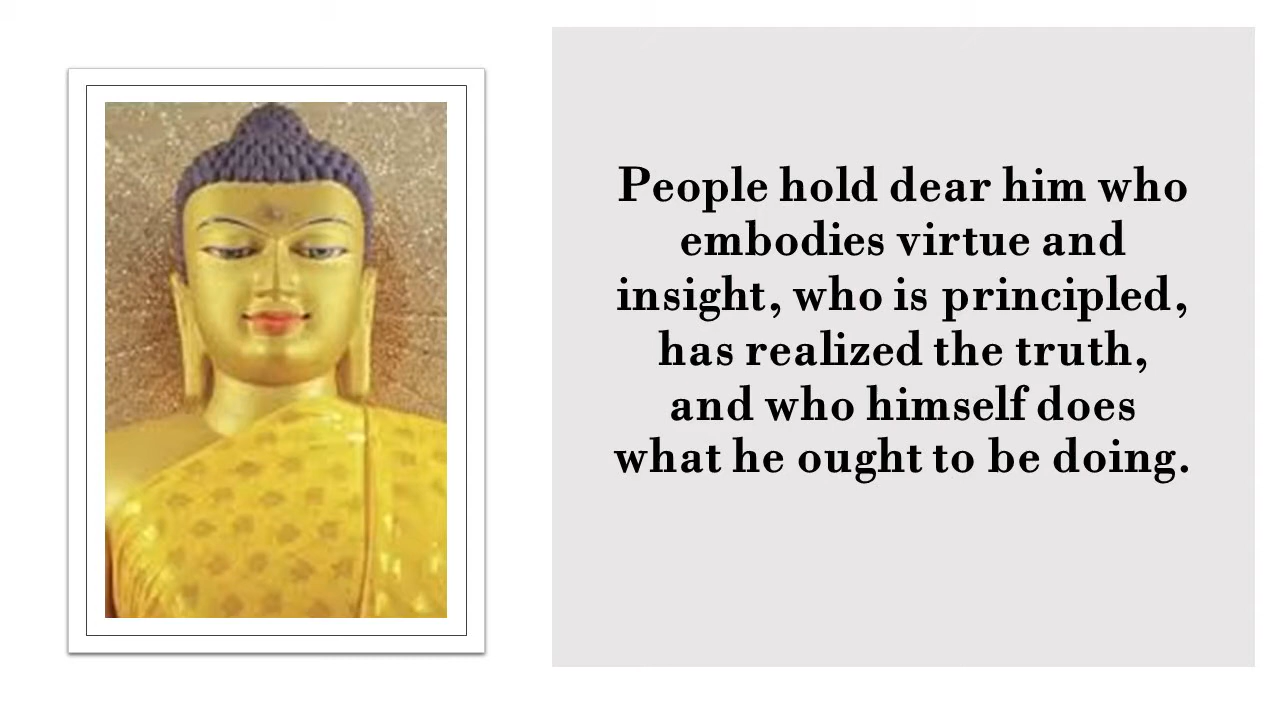 People hold dear him who
embodies virtue and
insight, who is principled,
has realized the truth,
and who himself does
what he ought to be doing.